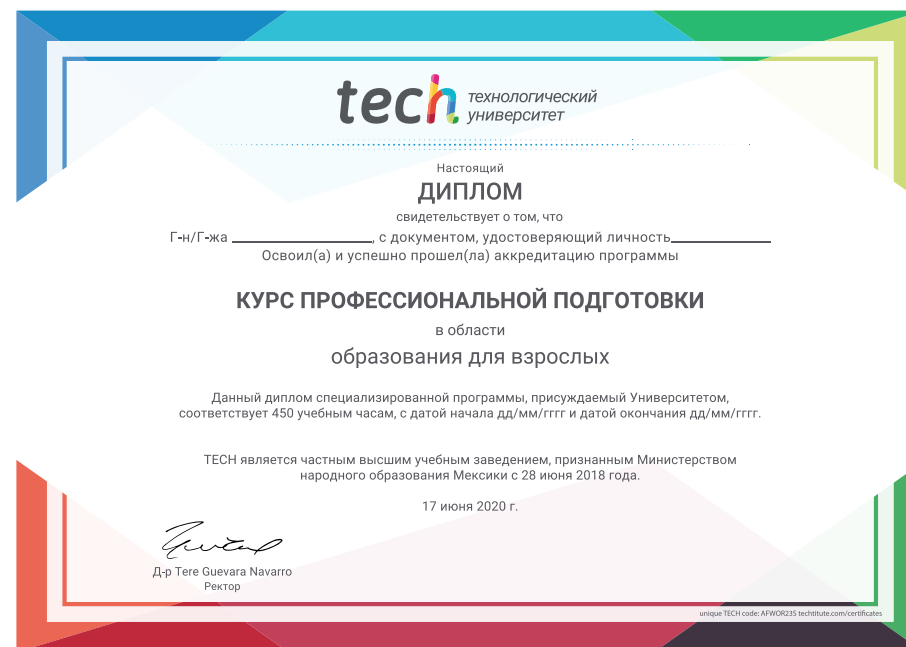 tech технологический
университет
Настоящий
ДИПЛОМ
свидетельствует о том, что
Г-н/Г-жа ____________, с документом, удостоверяющий личность____________
Освоил(а) и успешно прошел(ла) аккредитацию программы
КУРС ПРОФЕССИОНАЛЬНОЙ ПОДГОТОВКИ
в области
образования для взрослых
Данный диплом специализированной программы, присуждаемый Университетом,
соответствует 450 учебным часам, с датой начала дд/мм/гггг и датой окончания дд/мм/гггг.
TECH является частным высшим учебным заведением, признанным Министерством
народного образования Мексики с 28 июня 2018 года.
17 июня 2020 г.
Д-р Tere Guevara Navarro
Ректор
unique TECH code: AFWOR235 techtitute.com/certificates